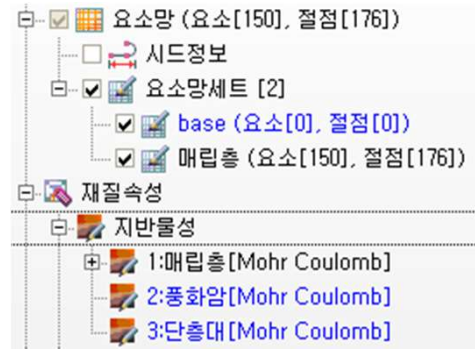 요소망 (요소[150], 절점[176])
시드정보
요소망세트 [2]
base (요소[0], 절점[0])
매립층 (요소[150], 절점[176])
재질속성
지반물성
1:매립층[Mohr Coulomb]
2:풍화암[Mohr Coulomb]
3:단층대[Mohr Coulomb]